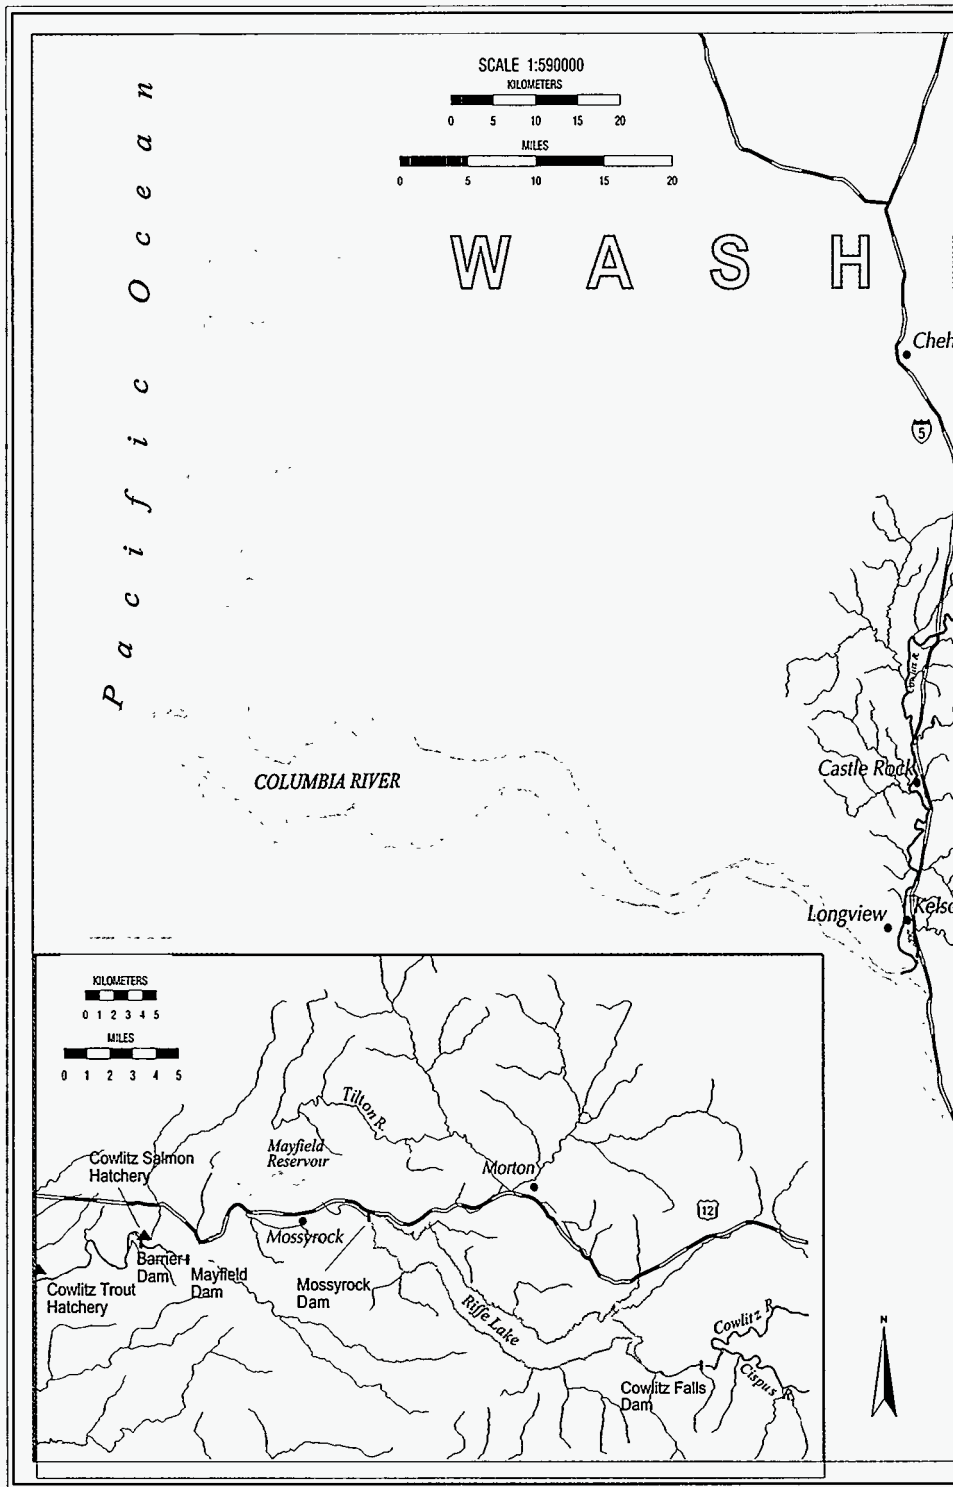 SCALE 1:590000
KILOMETERS
0 5 10 15 20
MILES
0 5 10 15 20
Pacific Ocean
WASH
Cheh
5
Cowlitz R.
Castle Rock
COLUMBIA RIVER
Longview
Kelso
KILOMETERS
0 1 2 3 4 5
MILES
0 1 2 3 4 5
Tilton R.
Mayfield
Reservoir
Cowlitz Salmon
Hatchery
Morton
12
Mossyrock
Barrier
Dam
Mayfield
Dam
Cowlitz Trout
Hatchery
Mossyrock
Dam
Riffe Lake
Cowlitz R.
Cispus R.
Cowlitz Falls
Dam
N